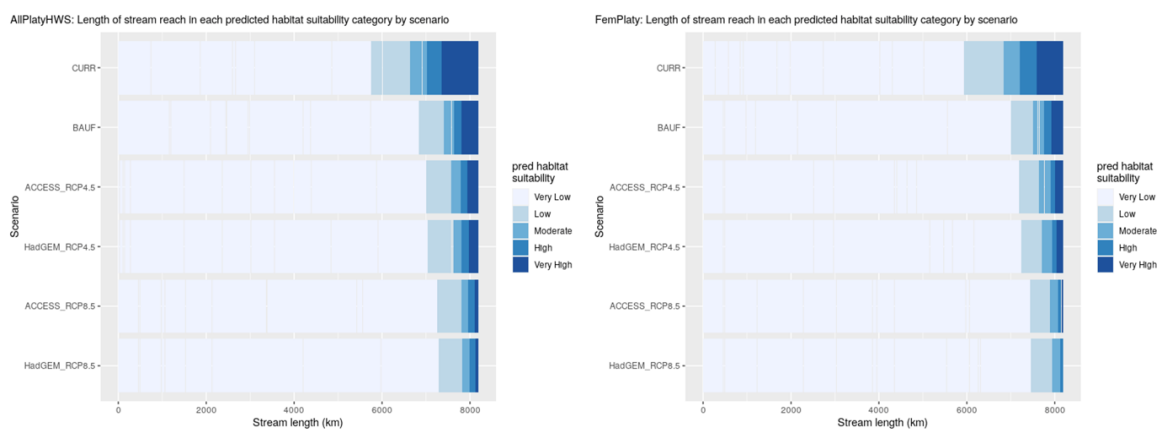 AllPlatyHWS: Length of stream reach in each predicted habitat suitability category by scenario
CURR
BAUF
ACCESS_RCP4.5
HadGEM_RCP4.5
ACCESS_RCP8.5
HadGEM_RCP8.5
Scenario
0 2000 4000 6000 8000
Stream length (km)
pred habitat
suitability
Very Low
Low
Moderate
High
Very High
FemPlaty: Length of stream reach in each predicted habitat suitability category by scenario
CURR
BAUF
ACCESS_RCP4.5
HadGEM_RCP4.5
ACCESS_RCP8.5
HadGEM_RCP8.5
Scenario
0 2000 4000 6000 8000
Stream length (km)
pred habitat
suitability
Very Low
Low
Moderate
High
Very High